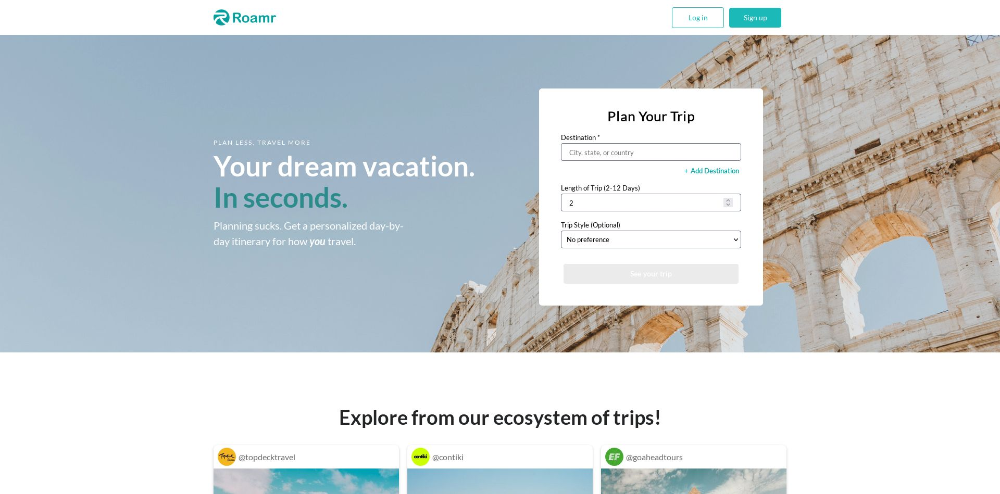 Roamr
Log in
Sign up
PLAN LESS, TRAVEL MORE
Your dream vacation.
In seconds.
Planning sucks. Get a personalized day-by-
day itinerary for how you travel.
Plan Your Trip
Destination *
City, state, or country
+ Add Destination
Length of Trip (2-12 Days)
2
Trip Style (Optional)
No preference
See your trip
Explore from our ecosystem of trips!
Topdeck
@topdecktravel
contiki
@contiki
EF
@goaheadtours